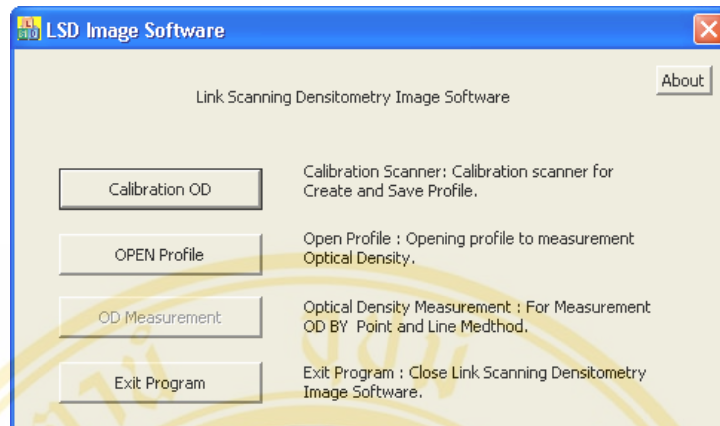 LSD Image Software
About
Link Scanning Densitometry Image Software
Calibration OD
Calibration Scanner: Calibration scanner for
Create and Save Profile.
OPEN Profile
Open Profile : Opening profile to measurement
Optical Density.
OD Measurement
Optical Density Measurement : For Measurement
OD BY Point and Line Medthod.
Exit Program
Exit Program : Close Link Scanning Densitometry
Image Software.